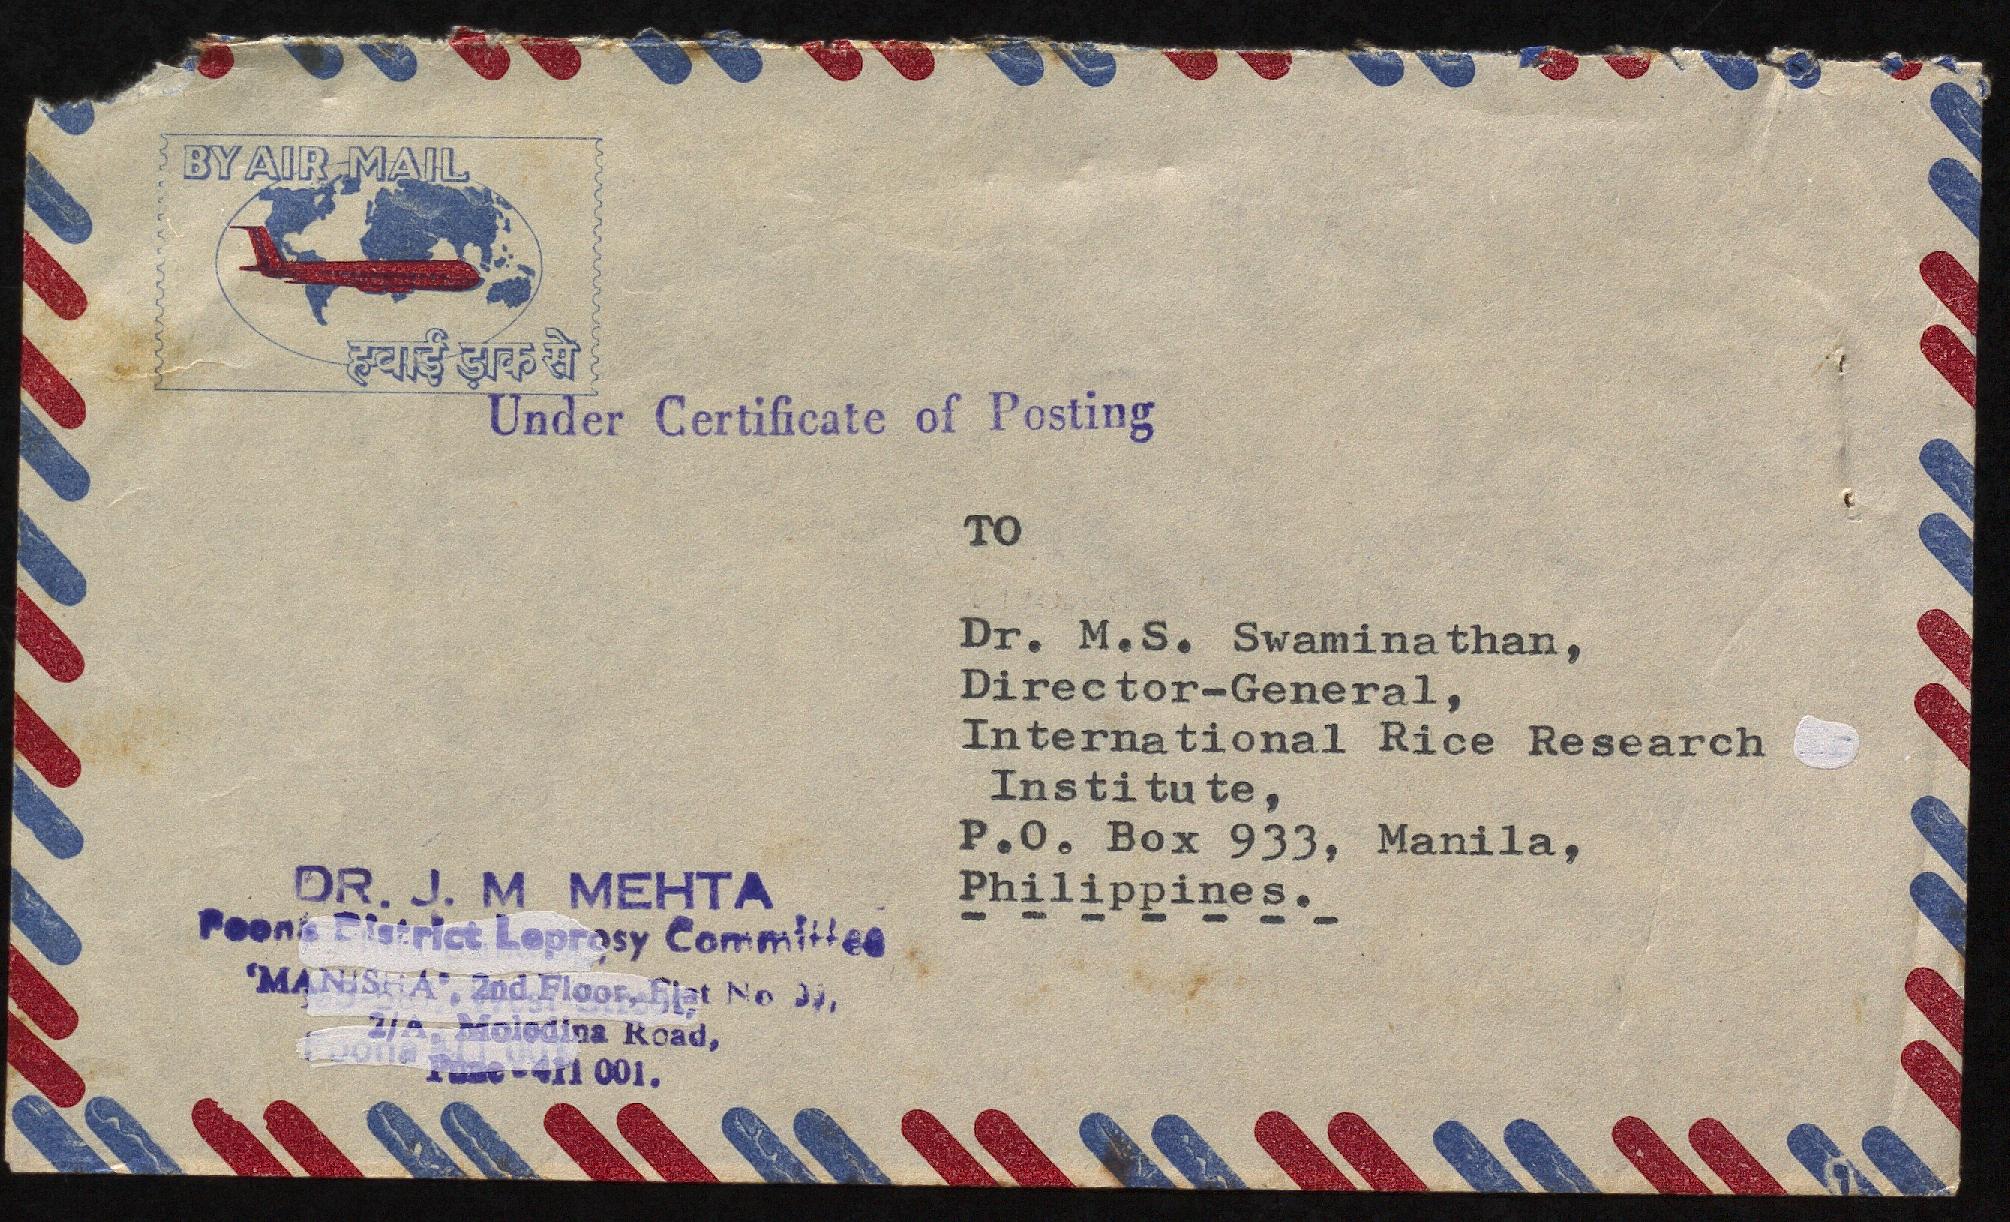 BY AIR MAIL
हवाई डाक से
Under Certificate of Posting
TO
Dr. M.S. Swaminathan,
Director-General,
International Rice Research
Institute,
P.O. Box 933, Manila,
Philippines.
DR. J. M MEHTA
Poona District Leprosy Committee
'MANISHA', 2nd Floor, Flat No
2/A, Moledina Road,
Pune-411 001.